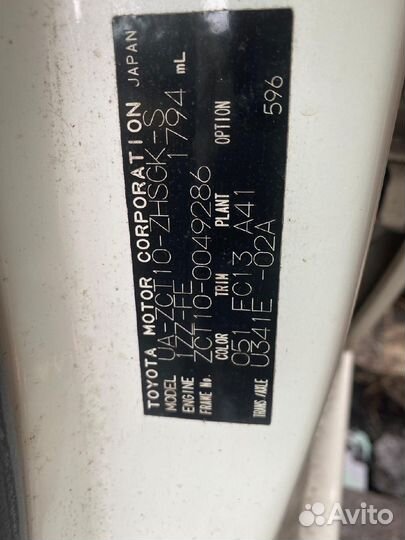 TOYOTA MOTOR CORPORATION JAPAN
MODEL UA-ZCT10-ZHSGK-S
ENGINE 1ZZ-FE 1794 mL
FRAME No. ZCT10-0049286
COLOR TRIM PLANT OPTION
051 FC13 A41 596
TRANS./AXLE U341E -02A
Avito